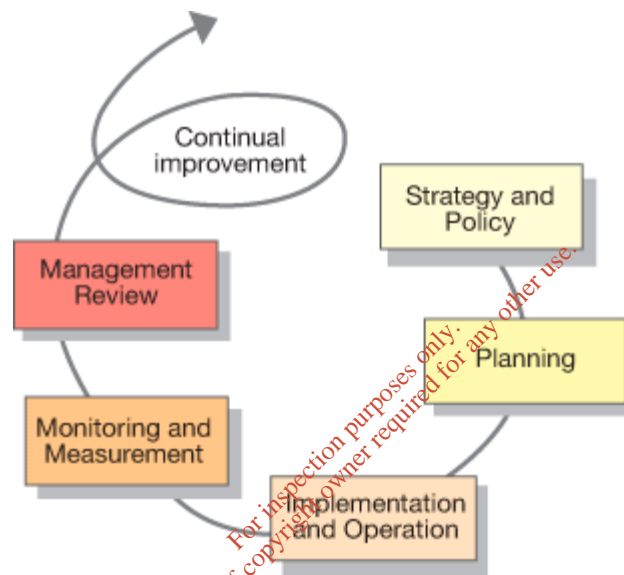 Continual
improvement
Strategy and
Policy
Management
Review
Planning
Monitoring and
Measurement
Implementation
and Operation
For inspection purposes only.
copyright owner required for any other use.